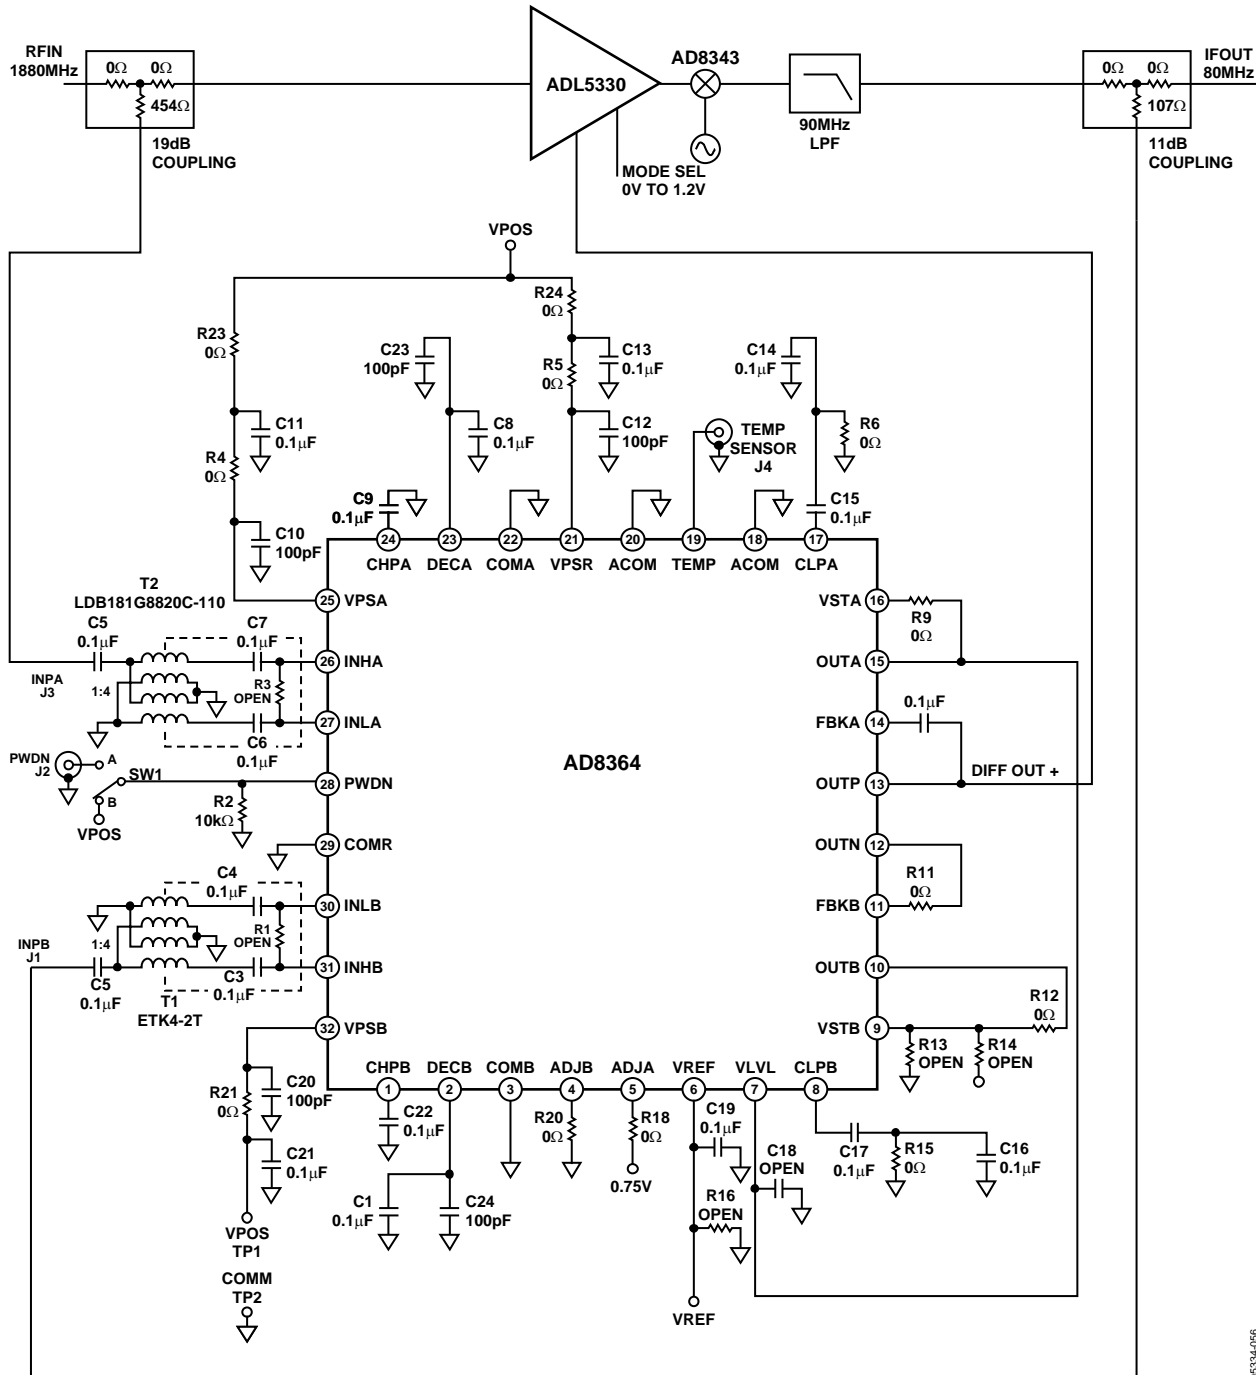 RFIN
1880MHz
0Ω 0Ω
454Ω
19dB
COUPLING
ADL5330
AD8343
MODE SEL
0V TO 1.2V
90MHz
LPF
0Ω 0Ω
107Ω
11dB
COUPLING
IFOUT
80MHz
VPOS
R23
0Ω
C11
0.1µF
R4
0Ω
C10
100pF
C23
100pF
C8
0.1µF
C9
0.1µF
R24
0Ω
C13
0.1µF
R5
0Ω
C12
100pF
TEMP
SENSOR
J4
C14
0.1µF
R6
0Ω
C15
0.1µF
24 23 22 21 20 19 18 17
CHPA DECA COMA VPSR ACOM TEMP ACOM CLPA
T2
LDB181G8820C-110
C5
0.1µF
C7
0.1µF
INPA
J3
1:4
R3
OPEN
C6
0.1µF
PWDN
J2
A
SW1
B
VPOS
R2
10kΩ
C4
0.1µF
INPB
J1
1:4
R1
OPEN
C5
0.1µF
C3
0.1µF
T1
ETK4-2T
25 VPSA
26 INHA
27 INLA
28 PWDN
29 COMR
30 INLB
31 INHB
32 VPSB
AD8364
VSTA 16
OUTA 15
FBKA 14
OUTP 13
OUTN 12
FBKB 11
OUTB 10
VSTB 9
R9
0Ω
0.1µF
DIFF OUT +
R11
0Ω
R12
0Ω
R13
OPEN
R14
OPEN
CHPB DECB COMB ADJB ADJA VREF VLVL CLPB
1 2 3 4 5 6 7 8
R21
0Ω
C20
100pF
C21
0.1µF
VPOS
TP1
COMM
TP2
C22
0.1µF
C1
0.1µF
C24
100pF
R20
0Ω
R18
0Ω
0.75V
C19
0.1µF
C18
OPEN
R16
OPEN
VREF
C17
0.1µF
R15
0Ω
C16
0.1µF
05334-056